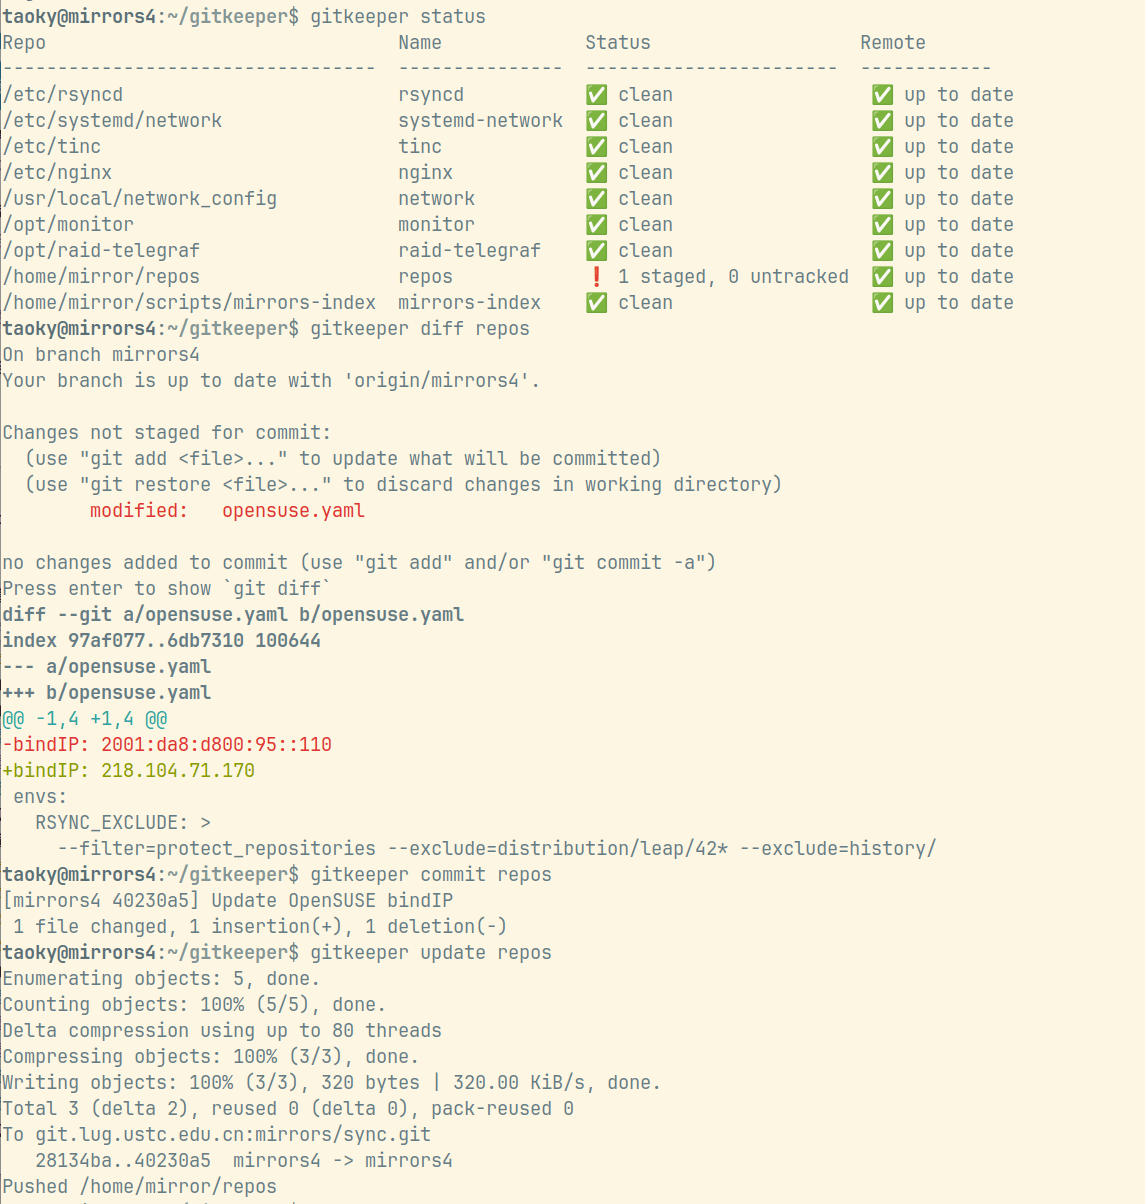 taoky@mirrors4:~/gitkeeper$ gitkeeper status
Repo                                Name             Status                   Remote
----------------------------------  ---------------  -----------------------  ------------
/etc/rsyncd                         rsyncd           ✅ clean                  ✅ up to date
/etc/systemd/network                systemd-network  ✅ clean                  ✅ up to date
/etc/tinc                           tinc             ✅ clean                  ✅ up to date
/etc/nginx                          nginx            ✅ clean                  ✅ up to date
/usr/local/network_config           network          ✅ clean                  ✅ up to date
/opt/monitor                        monitor          ✅ clean                  ✅ up to date
/opt/raid-telegraf                  raid-telegraf    ✅ clean                  ✅ up to date
/home/mirror/repos                  repos            ❗ 1 staged, 0 untracked  ✅ up to date
/home/mirror/scripts/mirrors-index  mirrors-index    ✅ clean                  ✅ up to date
taoky@mirrors4:~/gitkeeper$ gitkeeper diff repos
On branch mirrors4
Your branch is up to date with 'origin/mirrors4'.

Changes not staged for commit:
  (use "git add <file>..." to update what will be committed)
  (use "git restore <file>..." to discard changes in working directory)
        modified:   opensuse.yaml

no changes added to commit (use "git add" and/or "git commit -a")
Press enter to show `git diff`
diff --git a/opensuse.yaml b/opensuse.yaml
index 97af077..6db7310 100644
--- a/opensuse.yaml
+++ b/opensuse.yaml
@@ -1,4 +1,4 @@
-bindIP: 2001:da8:d800:95::110
+bindIP: 218.104.71.170
 envs:
   RSYNC_EXCLUDE: >
     --filter=protect_repositories --exclude=distribution/leap/42* --exclude=history/
taoky@mirrors4:~/gitkeeper$ gitkeeper commit repos
[mirrors4 40230a5] Update OpenSUSE bindIP
 1 file changed, 1 insertion(+), 1 deletion(-)
taoky@mirrors4:~/gitkeeper$ gitkeeper update repos
Enumerating objects: 5, done.
Counting objects: 100% (5/5), done.
Delta compression using up to 80 threads
Compressing objects: 100% (3/3), done.
Writing objects: 100% (3/3), 320 bytes | 320.00 KiB/s, done.
Total 3 (delta 2), reused 0 (delta 0), pack-reused 0
To git.lug.ustc.edu.cn:mirrors/sync.git
   28134ba..40230a5  mirrors4 -> mirrors4
Pushed /home/mirror/repos